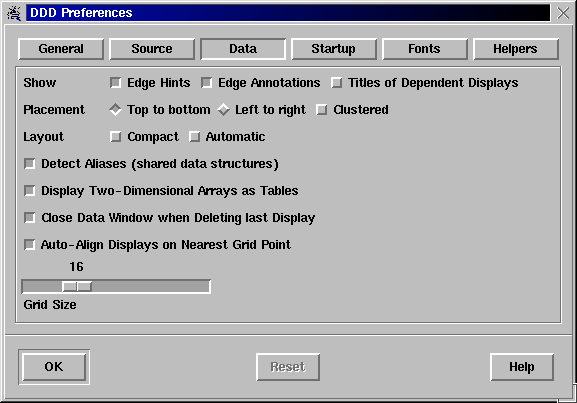 DDD Preferences
General Source Data Startup Fonts Helpers
Show Edge Hints Edge Annotations Titles of Dependent Displays
Placement Top to bottom Left to right Clustered
Layout Compact Automatic
Detect Aliases (shared data structures)
Display Two-Dimensional Arrays as Tables
Close Data Window when Deleting last Display
Auto-Align Displays on Nearest Grid Point
16
Grid Size
OK Reset Help